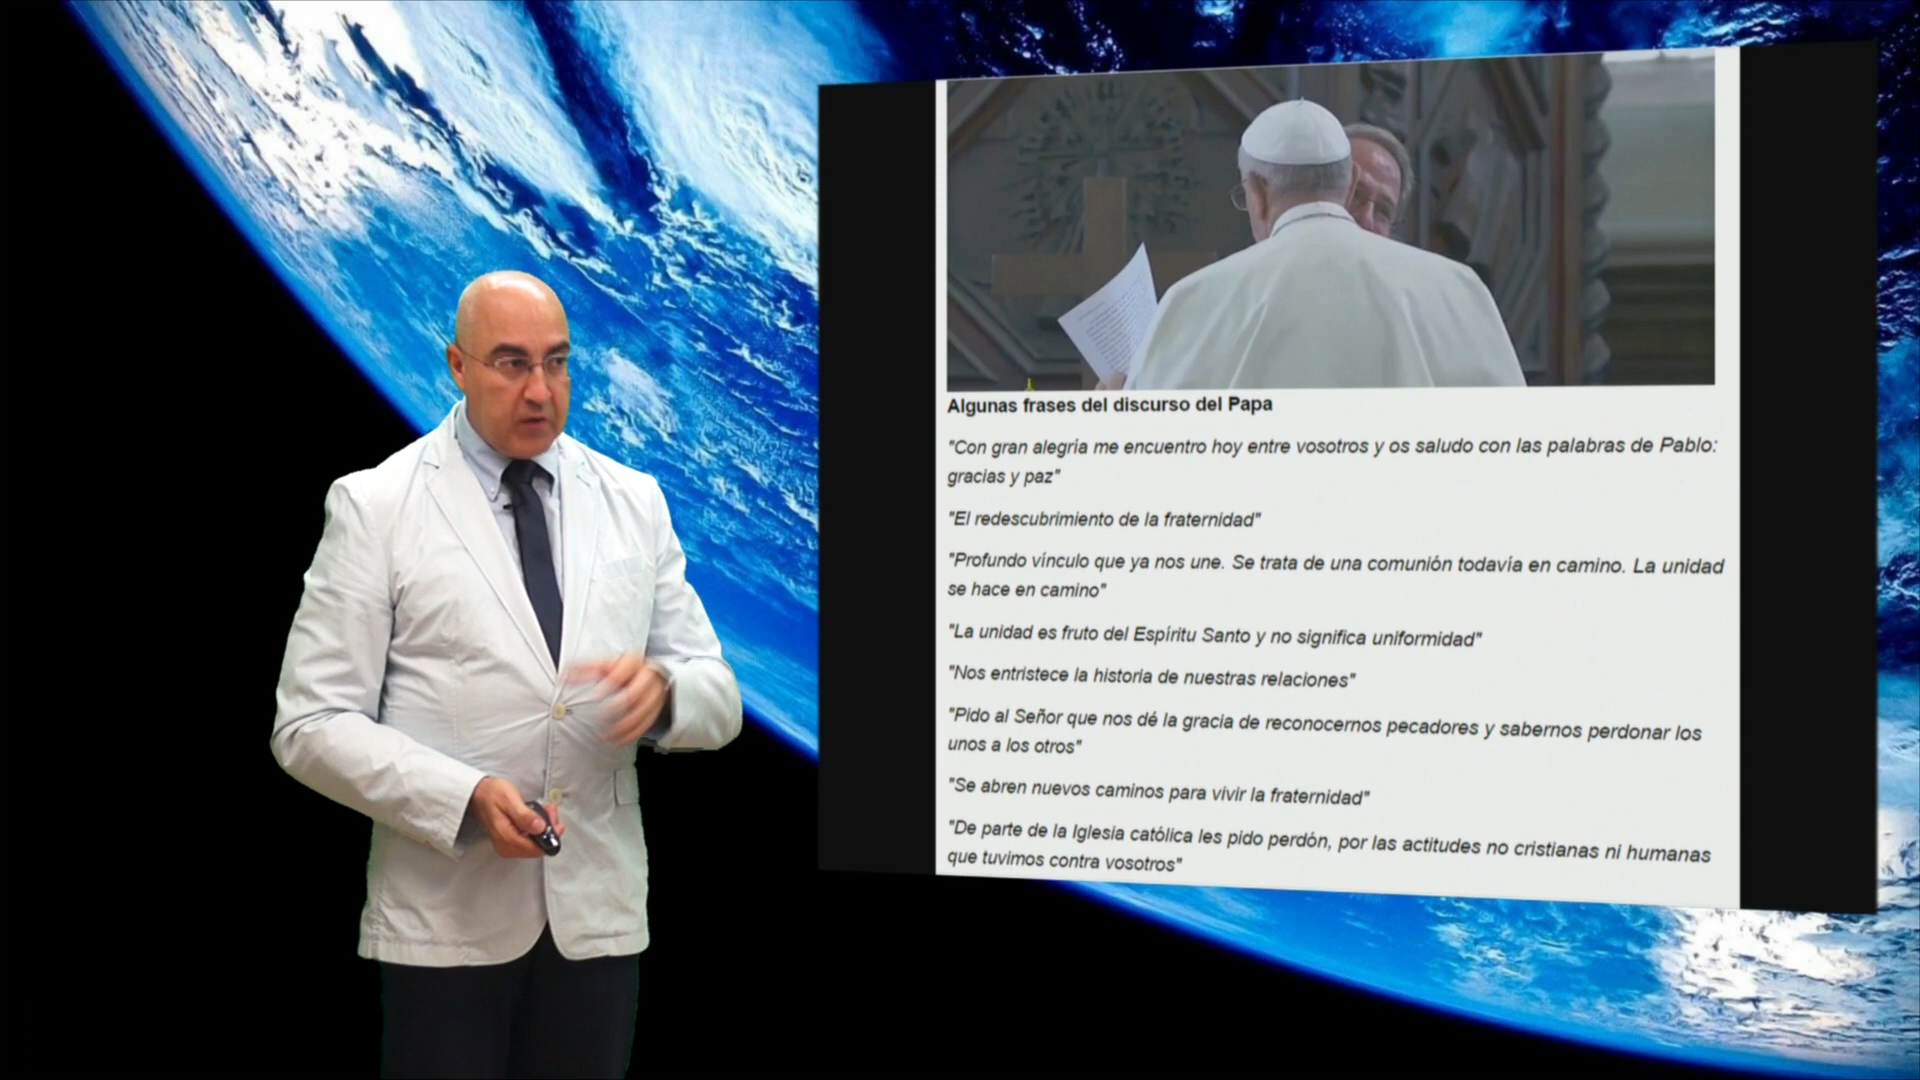 Algunas frases del discurso del Papa
"Con gran alegría me encuentro hoy entre vosotros y os saludo con las palabras de Pablo:
gracias y paz"
"El redescubrimiento de la fraternidad"
"Profundo vínculo que ya nos une. Se trata de una comunión todavía en camino. La unidad
se hace en camino"
"La unidad es fruto del Espíritu Santo y no significa uniformidad"
"Nos entristece la historia de nuestras relaciones"
"Pido al Señor que nos dé la gracia de reconocernos pecadores y sabernos perdonar los
unos a los otros"
"Se abren nuevos caminos para vivir la fraternidad"
"De parte de la Iglesia católica les pido perdón, por las actitudes no cristianas ni humanas
que tuvimos contra vosotros"